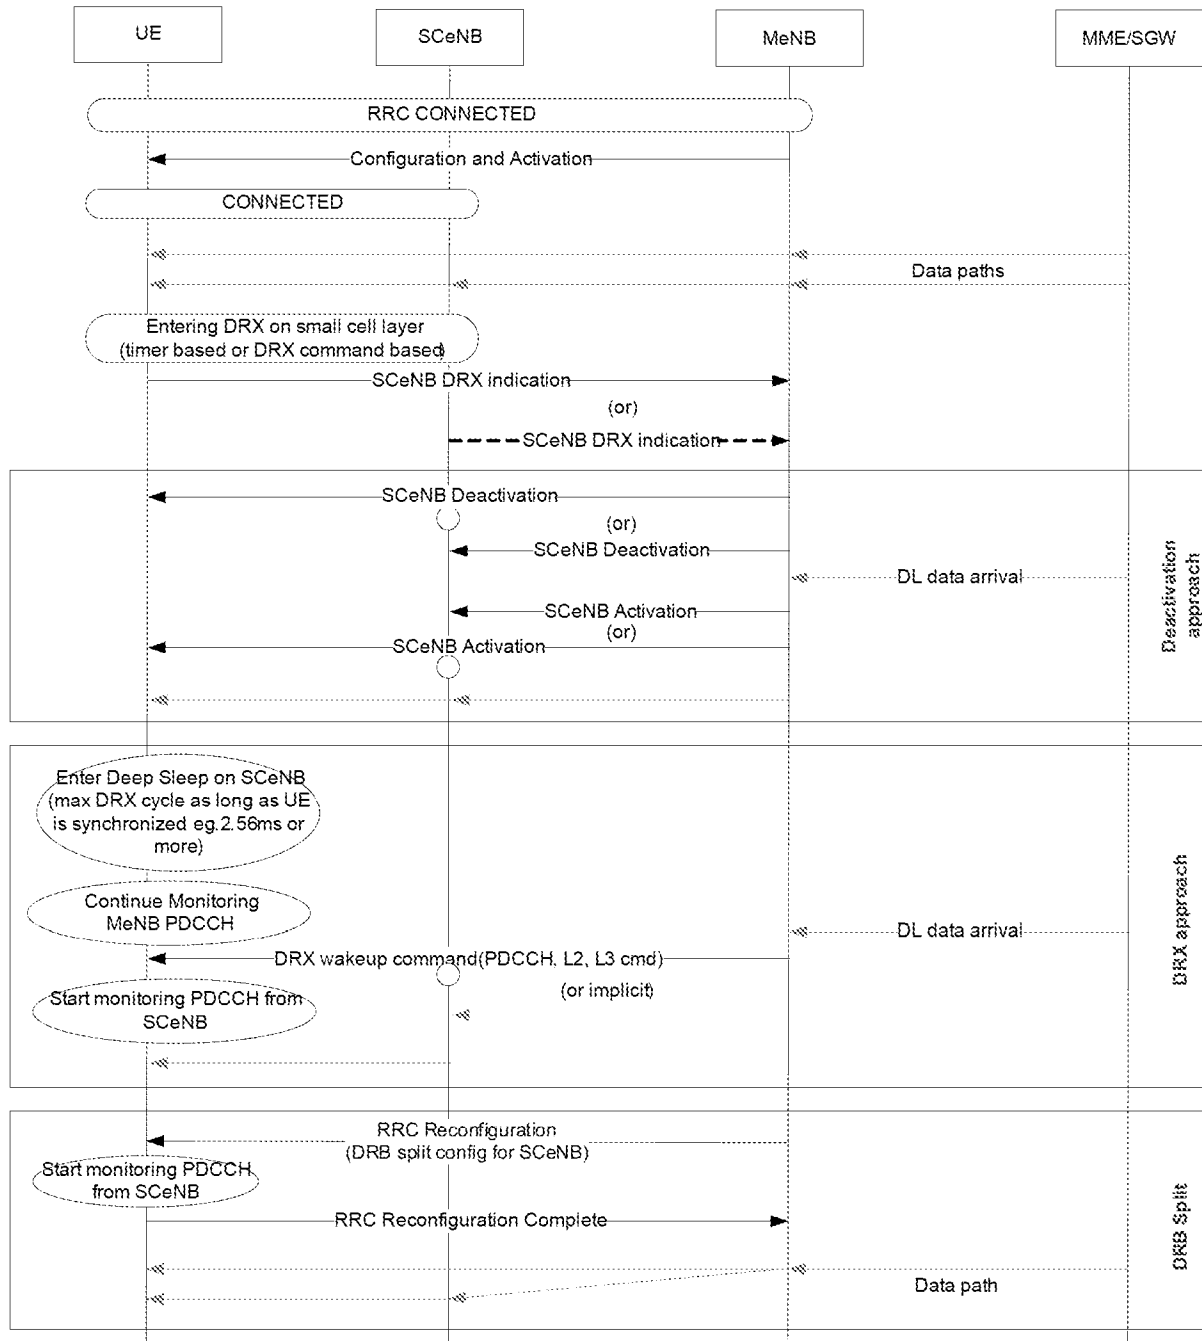 UE
SCeNB
MeNB
MME/SGW
RRC CONNECTED
Configuration and Activation
CONNECTED
Data paths
Entering DRX on small cell layer
(timer based or DRX command based)
SCeNB DRX indication
(or)
SCeNB DRX indication
SCeNB Deactivation
(or)
SCeNB Deactivation
DL data arrival
SCeNB Activation
(or)
SCeNB Activation
Deactivation
approach
Enter Deep Sleep on SCeNB
(max DRX cycle as long as UE
is synchronized eg.2.56ms or
more)
Continue Monitoring
MeNB PDCCH
DL data arrival
DRX wakeup command(PDCCH, L2, L3 cmd)
(or implicit)
Start monitoring PDCCH from
SCeNB
DRX approach
RRC Reconfiguration
(DRB split config for SCeNB)
Start monitoring PDCCH
from SCeNB
RRC Reconfiguration Complete
Data path
DRB Split